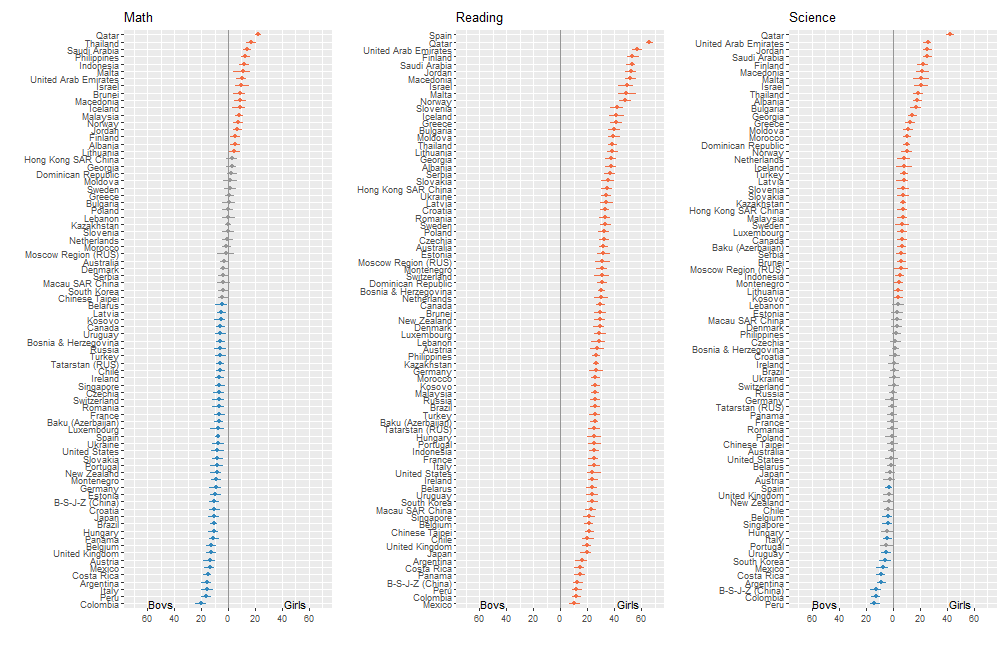 Math
Qatar
Thailand
Saudi Arabia
Philippines
Indonesia
Malta
United Arab Emirates
Israel
Brunei
Macedonia
Iceland
Malaysia
Norway
Jordan
Finland
Albania
Lithuania
Hong Kong SAR China
Georgia
Dominican Republic
Moldova
Sweden
Greece
Bulgaria
Poland
Lebanon
Kazakhstan
Slovenia
Netherlands
Morocco
Moscow Region (RUS)
Australia
Denmark
Serbia
Macau SAR China
South Korea
Chinese Taipei
Belarus
Latvia
Kosovo
Canada
Uruguay
Bosnia & Herzegovina
Russia
Turkey
Tatarstan (RUS)
Chile
Ireland
Singapore
Czechia
Switzerland
Romania
France
Baku (Azerbaijan)
Luxembourg
Spain
Ukraine
United States
Slovakia
Portugal
New Zealand
Montenegro
Germany
Estonia
B-S-J-Z (China)
Croatia
Japan
Brazil
Hungary
Panama
Belgium
United Kingdom
Austria
Mexico
Costa Rica
Argentina
Italy
Peru
Colombia
Boys
Girls
60 40 20 0 20 40 60
Reading
Spain
Qatar
United Arab Emirates
Finland
Saudi Arabia
Jordan
Macedonia
Israel
Malta
Norway
Slovenia
Iceland
Greece
Bulgaria
Moldova
Thailand
Lithuania
Georgia
Albania
Serbia
Slovakia
Hong Kong SAR China
Ukraine
Latvia
Croatia
Romania
Sweden
Poland
Czechia
Australia
Estonia
Moscow Region (RUS)
Montenegro
Switzerland
Dominican Republic
Bosnia & Herzegovina
Netherlands
Canada
Brunei
New Zealand
Denmark
Luxembourg
Lebanon
Austria
Philippines
Kazakhstan
Germany
Morocco
Kosovo
Malaysia
Russia
Brazil
Turkey
Baku (Azerbaijan)
Tatarstan (RUS)
Hungary
Portugal
Indonesia
France
Italy
United States
Ireland
Belarus
Uruguay
South Korea
Macau SAR China
Singapore
Belgium
Chinese Taipei
Chile
United Kingdom
Japan
Argentina
Costa Rica
Panama
B-S-J-Z (China)
Peru
Colombia
Mexico
Boys
Girls
60 40 20 0 20 40 60
Science
Qatar
United Arab Emirates
Jordan
Saudi Arabia
Finland
Macedonia
Malta
Israel
Thailand
Albania
Bulgaria
Georgia
Greece
Moldova
Morocco
Dominican Republic
Norway
Netherlands
Iceland
Turkey
Latvia
Slovenia
Slovakia
Kazakhstan
Hong Kong SAR China
Malaysia
Sweden
Luxembourg
Canada
Baku (Azerbaijan)
Serbia
Brunei
Moscow Region (RUS)
Indonesia
Montenegro
Lithuania
Kosovo
Lebanon
Estonia
Macau SAR China
Denmark
Philippines
Czechia
Bosnia & Herzegovina
Croatia
Ireland
Brazil
Ukraine
Switzerland
Russia
Germany
Tatarstan (RUS)
Panama
France
Romania
Poland
Chinese Taipei
Australia
United States
Belarus
Japan
Austria
Spain
United Kingdom
New Zealand
Chile
Belgium
Singapore
Hungary
Italy
Portugal
Uruguay
South Korea
Mexico
Costa Rica
Argentina
B-S-J-Z (China)
Colombia
Peru
Boys
Girls
60 40 20 0 20 40 60